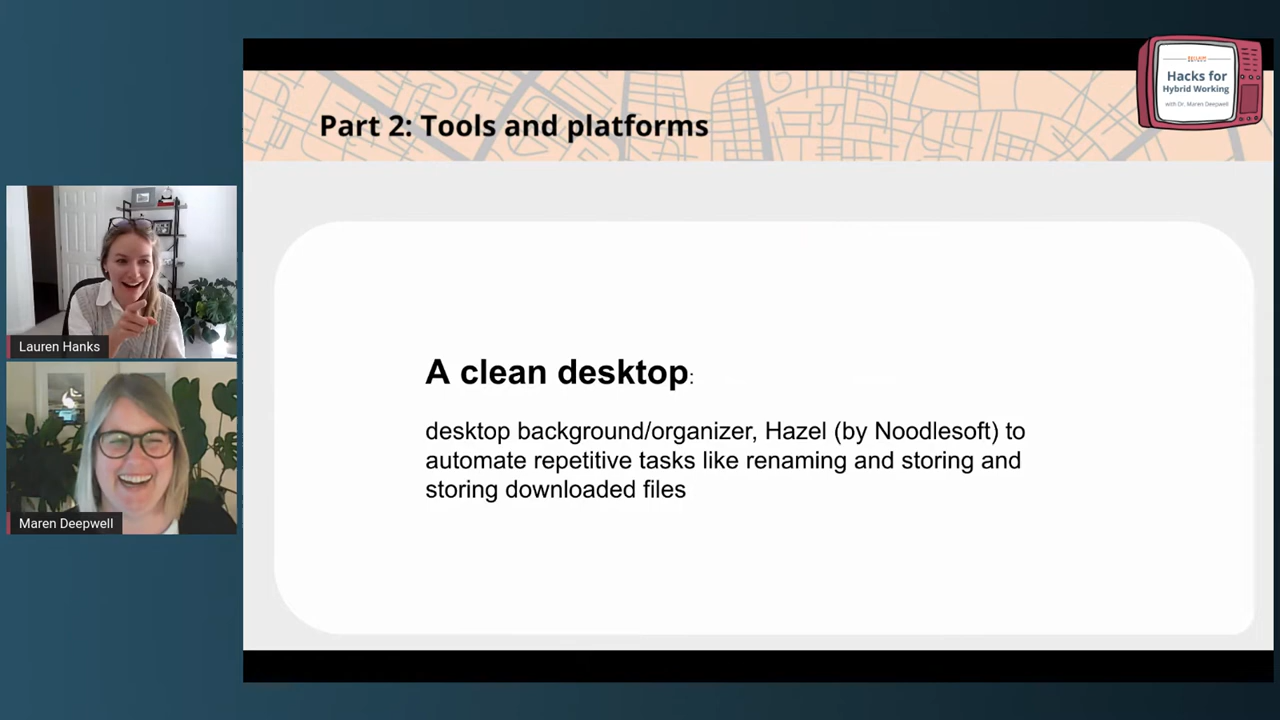 Part 2: Tools and platforms
Hacks for
Hybrid Working
with Dr. Maren Deepwell
Lauren Hanks
Maren Deepwell
A clean desktop:
desktop background/organizer, Hazel (by Noodlesoft) to
automate repetitive tasks like renaming and storing and
storing downloaded files